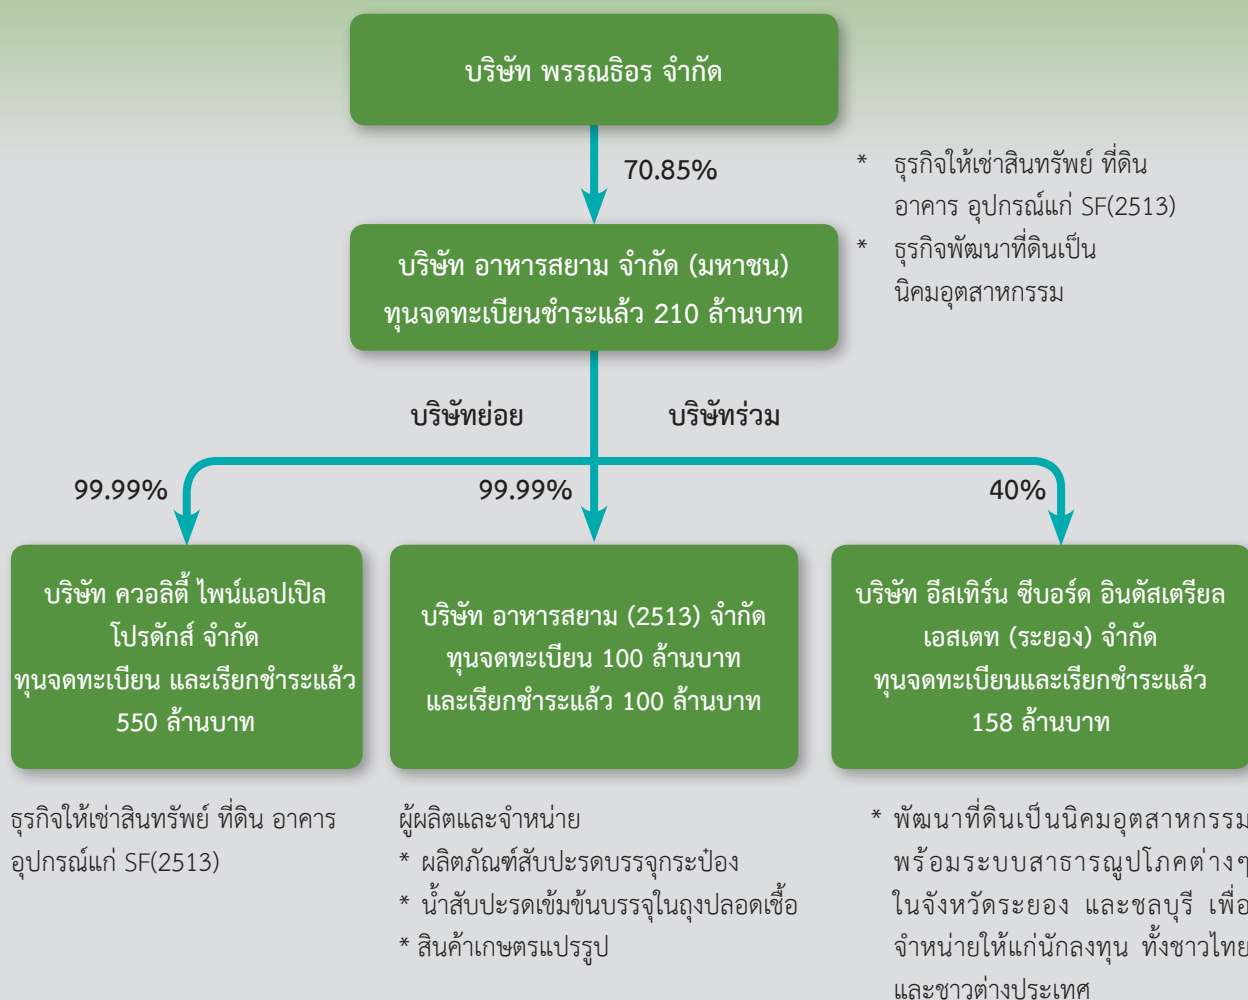 บริษัท พรรณธิอร จำกัด
70.85%
* ธุรกิจให้เช่าสินทรัพย์ ที่ดิน
อาคาร อุปกรณ์แก่ SF(2513)
* ธุรกิจพัฒนาที่ดินเป็น
นิคมอุตสาหกรรม
บริษัท อาหารสยาม จำกัด (มหาชน)
ทุนจดทะเบียนชำระแล้ว 210 ล้านบาท
บริษัทย่อย
บริษัทร่วม
99.99%
99.99%
40%
บริษัท ควอลิตี้ ไพน์แอปเปิล
โปรดักส์ จำกัด
ทุนจดทะเบียน และเรียกชำระแล้ว
550 ล้านบาท
บริษัท อาหารสยาม (2513) จำกัด
ทุนจดทะเบียน 100 ล้านบาท
และเรียกชำระแล้ว 100 ล้านบาท
บริษัท อีสเทิร์น ซีบอร์ด อินดัสเตรียล
เอสเตท (ระยอง) จำกัด
ทุนจดทะเบียนและเรียกชำระแล้ว
158 ล้านบาท
ธุรกิจให้เช่าสินทรัพย์ ที่ดิน อาคาร
อุปกรณ์แก่ SF(2513)
ผู้ผลิตและจำหน่าย
* ผลิตภัณฑ์สับปะรดบรรจุกระป๋อง
* น้ำสับปะรดเข้มข้นบรรจุในถุงปลอดเชื้อ
* สินค้าเกษตรแปรรูป
* พัฒนาที่ดินเป็นนิคมอุตสาหกรรม
พร้อมระบบสาธารณูปโภคต่างๆ
ในจังหวัดระยอง และชลบุรี เพื่อ
จำหน่ายให้แก่นักลงทุน ทั้งชาวไทย
และชาวต่างประเทศ